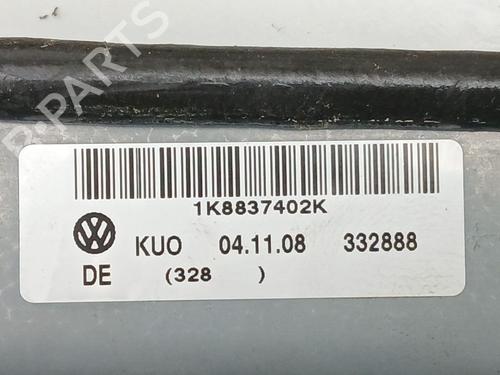 B-PARTS
1K8837402K
KUO 04.11.08 332888
DE (328 )